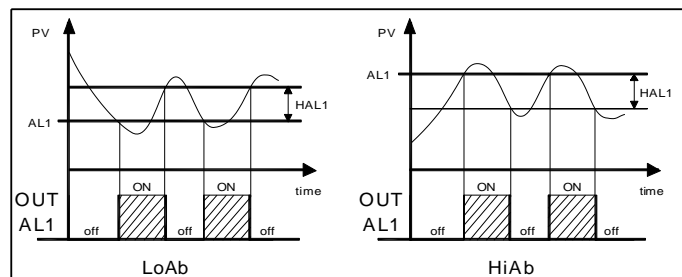 PV
AL1
HAL1
time
OUT
AL1
off
ON
off
ON
off
LoAb
PV
AL1
HAL1
time
OUT
AL1
off
ON
off
ON
off
HiAb